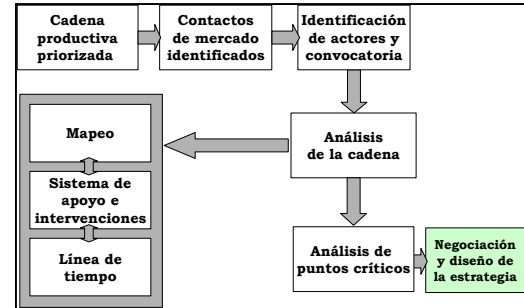 Cadena
productiva
priorizada
Contactos
de mercado
identificados
Identificación
de actores y
convocatoria
Mapeo
Sistema de
apoyo e
intervenciones
Línea de
tiempo
Análisis
de la cadena
Análisis de
puntos críticos
Negociación
y diseño de
la estrategia